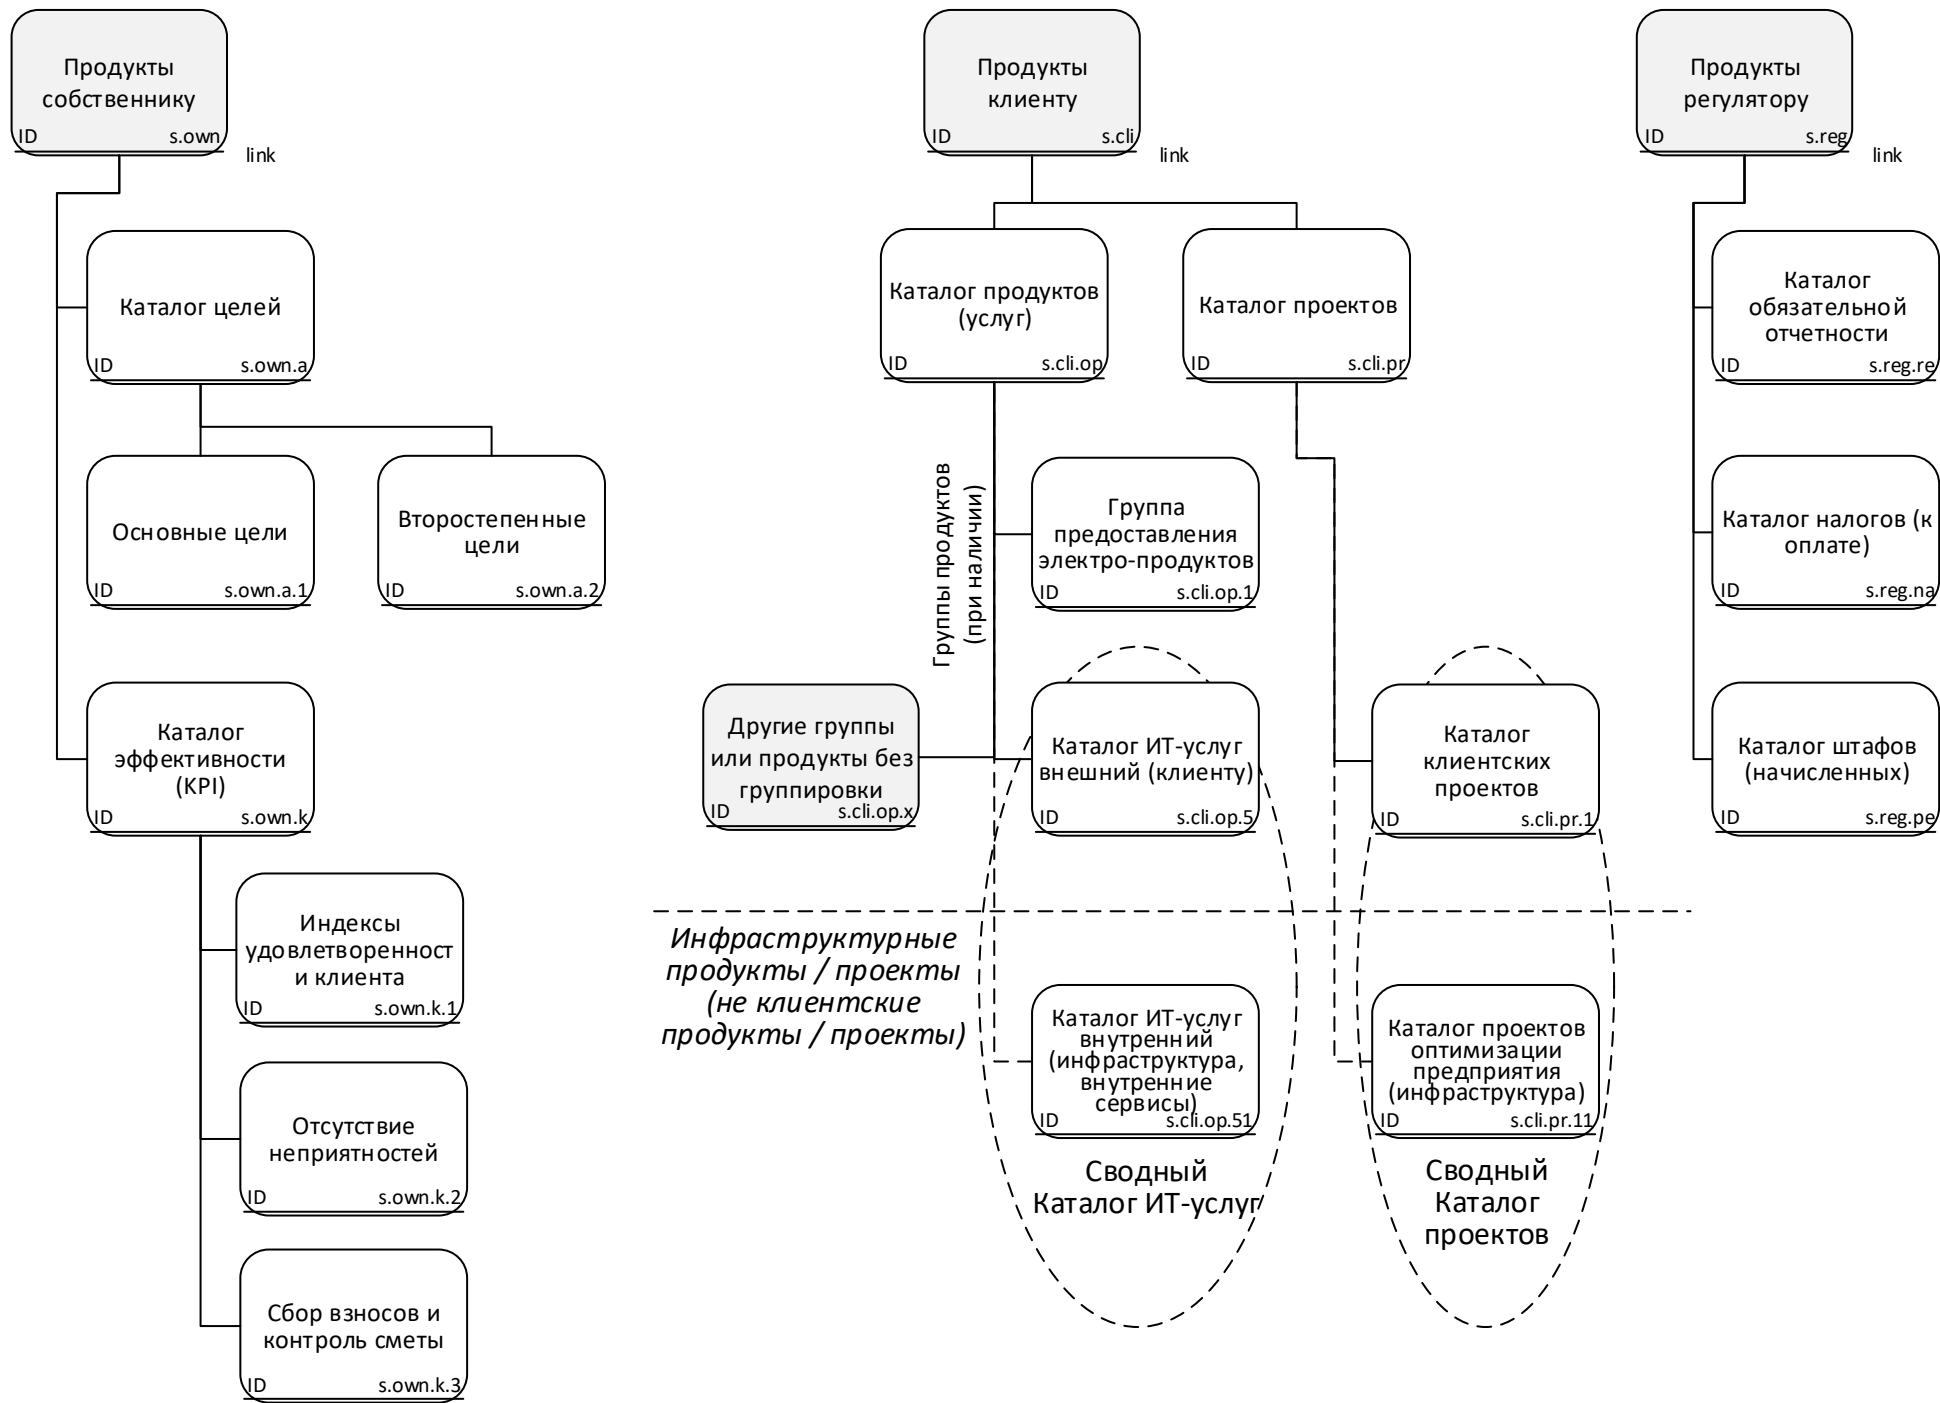 Продукты
собственнику
ID s.own
link
Продукты
клиенту
ID s.cli
link
Продукты
регулятору
ID s.reg
link
Каталог целей
ID s.own.a
Каталог продуктов
(услуг)
ID s.cli.op
Каталог проектов
ID s.cli.pr
Каталог
обязательной
отчетности
ID s.reg.re
Основные цели
ID s.own.a.1
Второстепенные
цели
ID s.own.a.2
Группы продуктов
(при наличии)
Группа
предоставления
электро-продуктов
ID s.cli.op.1
Каталог налогов (к
оплате)
ID s.reg.na
Каталог
эффективности
(KPI)
ID s.own.k
Другие группы
или продукты без
группировки
ID s.cli.op.x
Каталог ИТ-услуг
внешний (клиенту)
ID s.cli.op.5
Каталог
клиентских
проектов
ID s.cli.pr.1
Каталог штафов
(начисленных)
ID s.reg.pe
Индексы
удовлетворенност
и клиента
ID s.own.k.1
Инфраструктурные
продукты / проекты
(не клиентские
продукты / проекты)
Каталог ИТ-услуг
внутренний
(инфраструктура,
внутренние
сервисы)
ID s.cli.op.51
Каталог проектов
оптимизации
предприятия
(инфраструктура)
ID s.cli.pr.11
Отсутствие
неприятностей
ID s.own.k.2
Сводный
Каталог ИТ-услуг
Сводный
Каталог
проектов
Сбор взносов и
контроль сметы
ID s.own.k.3